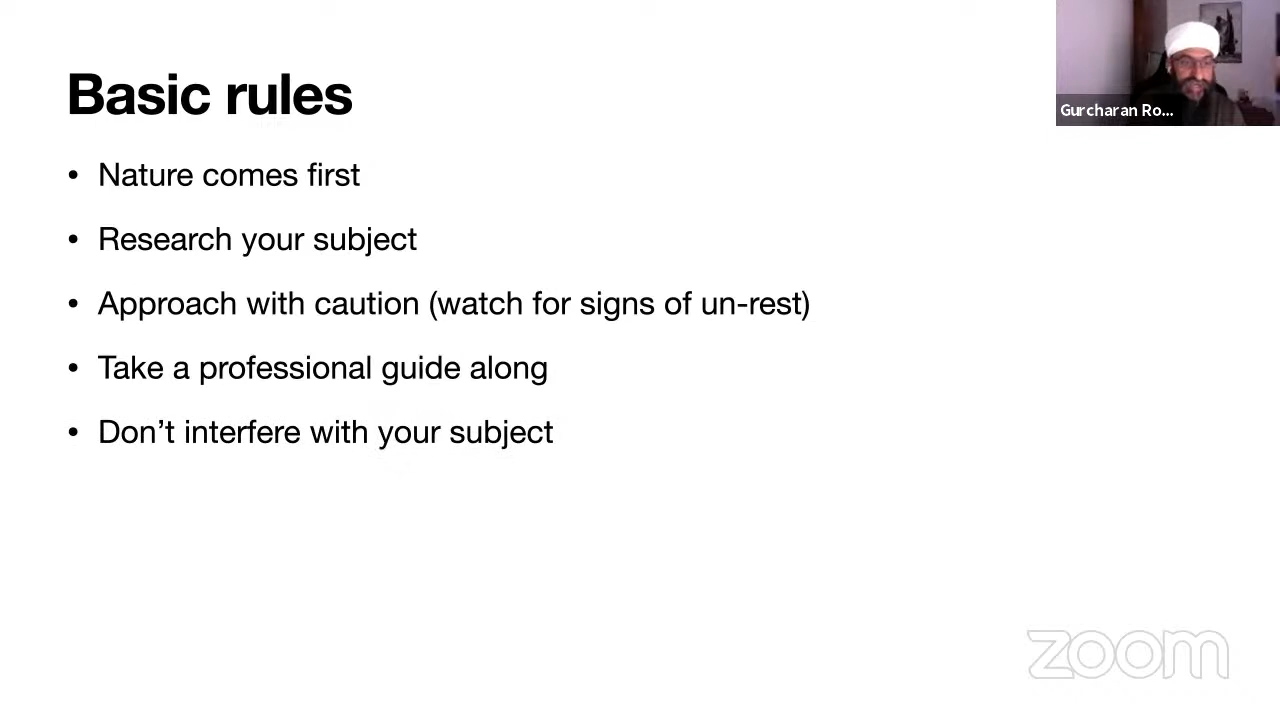 Basic rules
• Nature comes first
• Research your subject
• Approach with caution (watch for signs of un-rest)
• Take a professional guide along
• Don’t interfere with your subject
Gurcharan Ro...
zoom